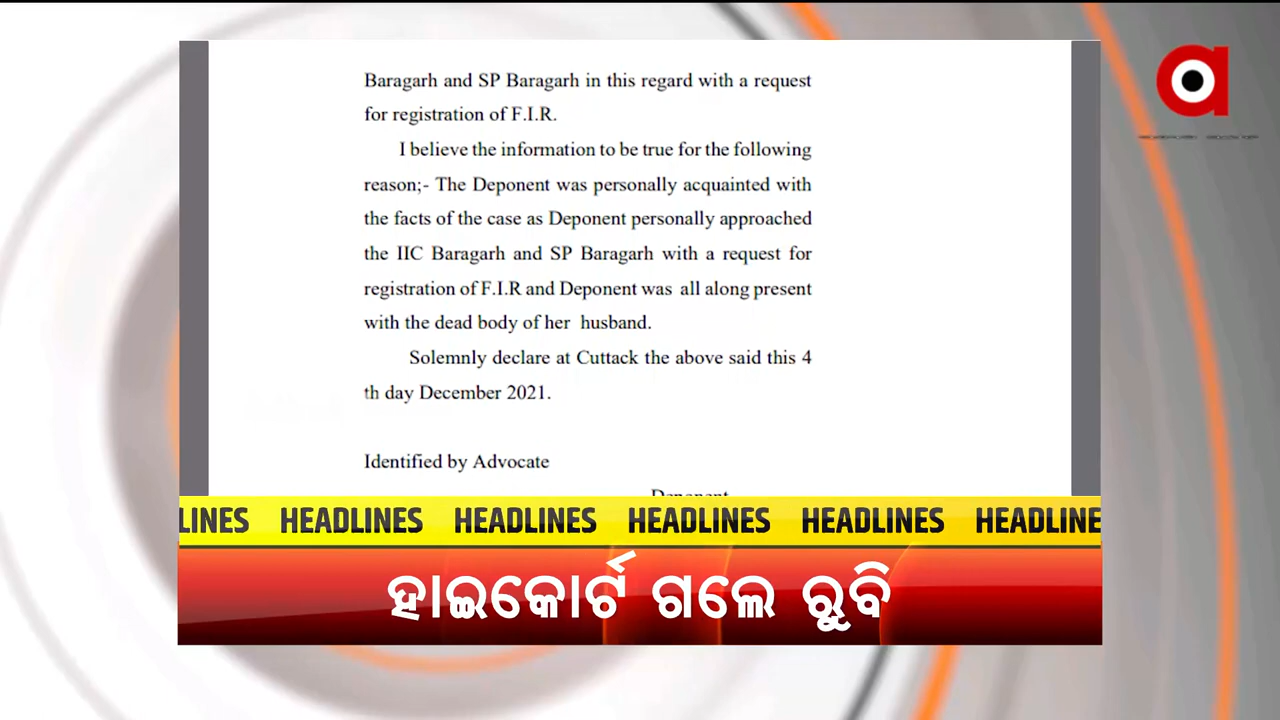 Baragarh and SP Baragarh in this regard with a request
for registration of F.I.R.
I believe the information to be true for the following
reason;- The Deponent was personally acquainted with
the facts of the case as Deponent personally approached
the IIC Baragarh and SP Baragarh with a request for
registration of F.I.R and Deponent was all along present
with the dead body of her husband.
Solemnly declare at Cuttack the above said this 4
th day December 2021.
Identified by Advocate
Deponent
LINES HEADLINES HEADLINES HEADLINES HEADLINES HEADLINE
ହାଇକୋର୍ଟ ଗଲେ ରୁବି